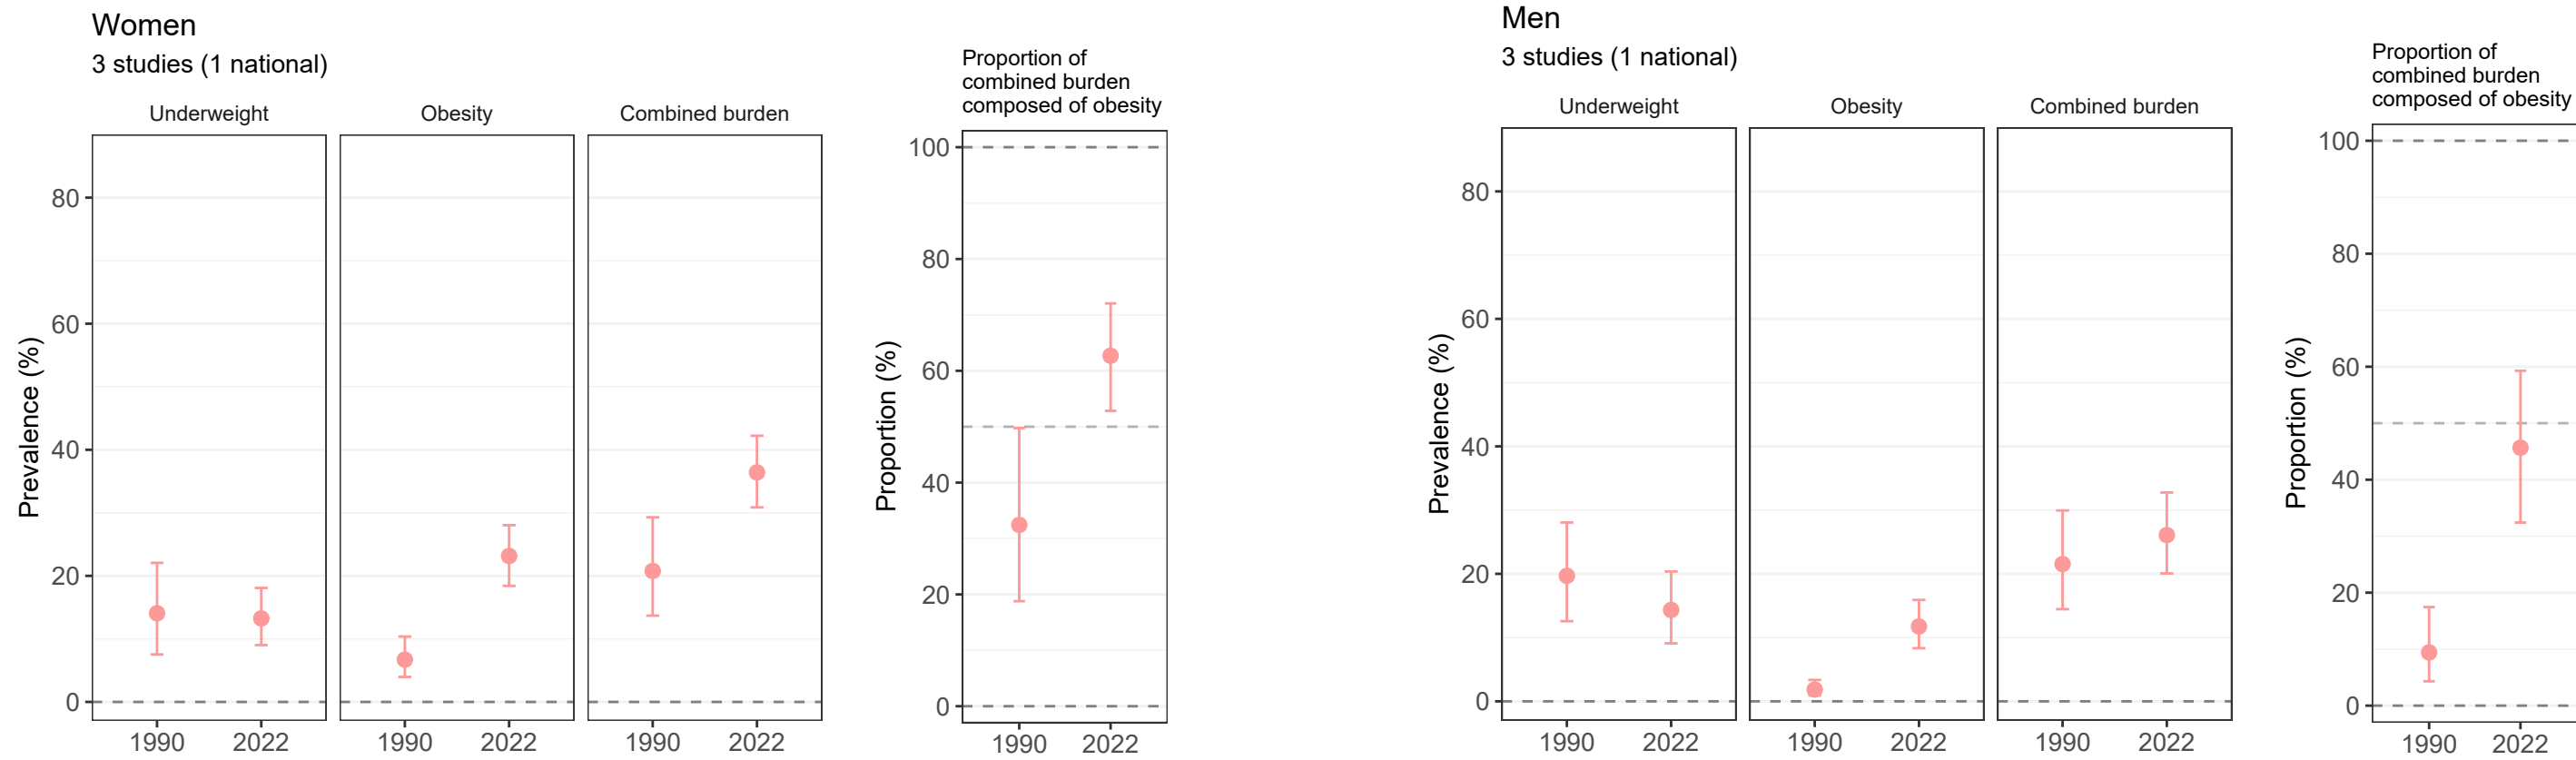 Women
3 studies (1 national)
Underweight
Obesity
Combined burden
Prevalence (%)
80
60
40
20
0
1990
2022
1990
2022
1990
2022
Proportion of
combined burden
composed of obesity
Proportion (%)
100
80
60
40
20
0
1990
2022
Men
3 studies (1 national)
Underweight
Obesity
Combined burden
Prevalence (%)
80
60
40
20
0
1990
2022
1990
2022
1990
2022
Proportion of
combined burden
composed of obesity
Proportion (%)
100
80
60
40
20
0
1990
2022